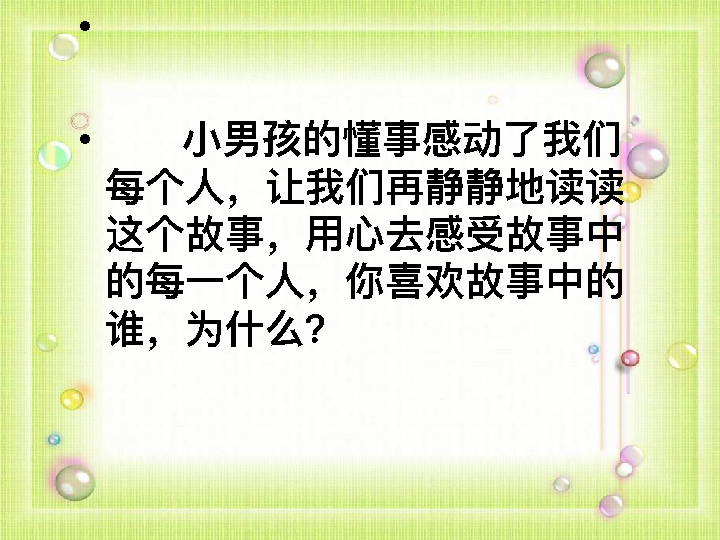 •
• 小男孩的懂事感动了我们
每个人，让我们再静静地读读
这个故事，用心去感受故事中
的每一个人，你喜欢故事中的
谁，为什么？